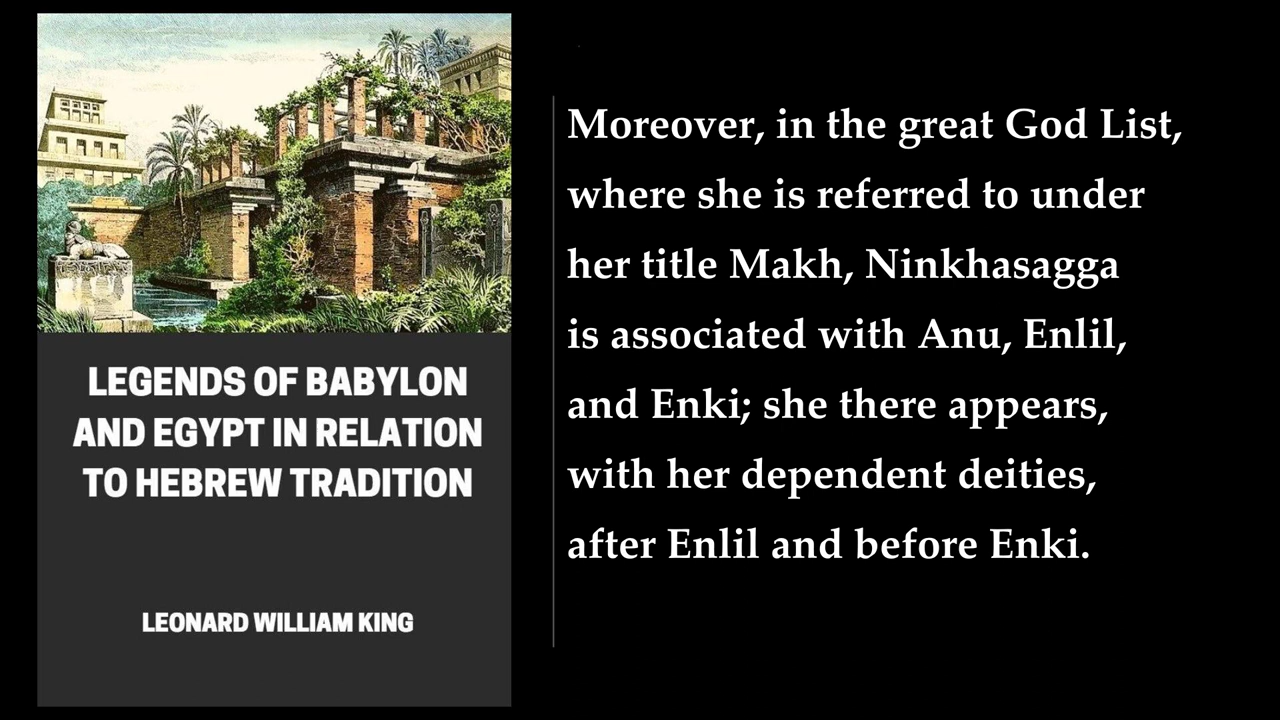 LEGENDS OF BABYLON
AND EGYPT IN RELATION
TO HEBREW TRADITION
LEONARD WILLIAM KING
Moreover, in the great God List,
where she is referred to under
her title Makh, Ninkhasagga
is associated with Anu, Enlil,
and Enki; she there appears,
with her dependent deities,
after Enlil and before Enki.